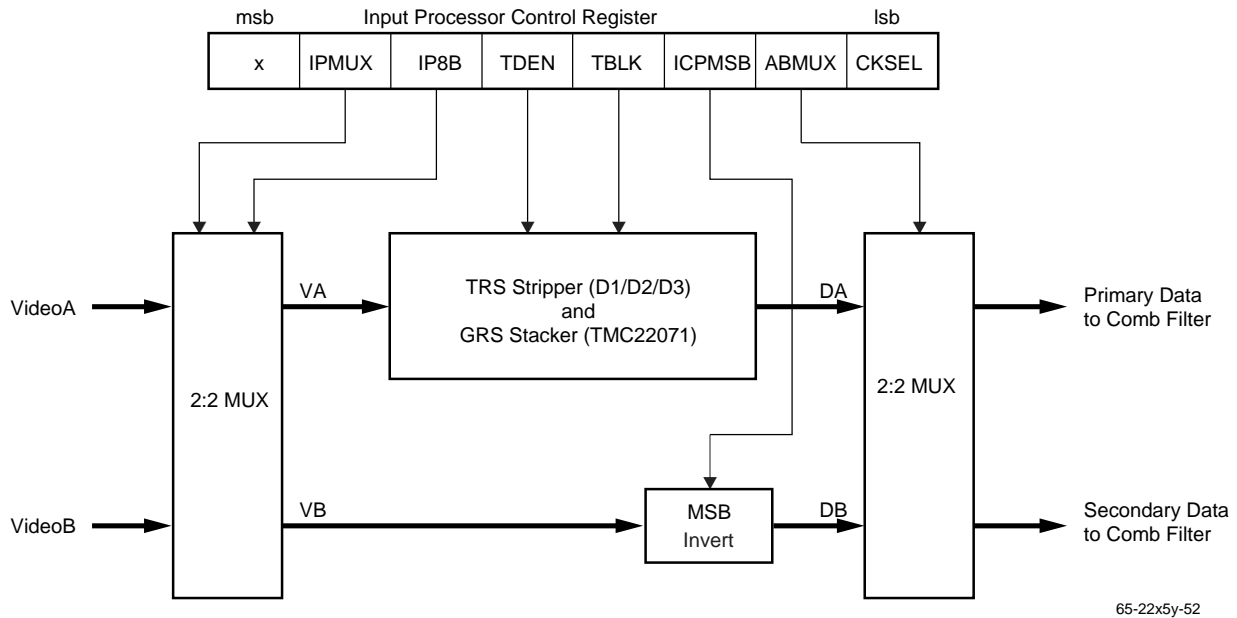 msb Input Processor Control Register lsb
x IPMUX IP8B TDEN TBLK ICPMSB ABMUX CKSEL
VideoA
VA
TRS Stripper (D1/D2/D3)
and
GRS Stacker (TMC22071)
DA
Primary Data
to Comb Filter
2:2 MUX
2:2 MUX
VideoB
VB
MSB
Invert
DB
Secondary Data
to Comb Filter
65-22x5y-52